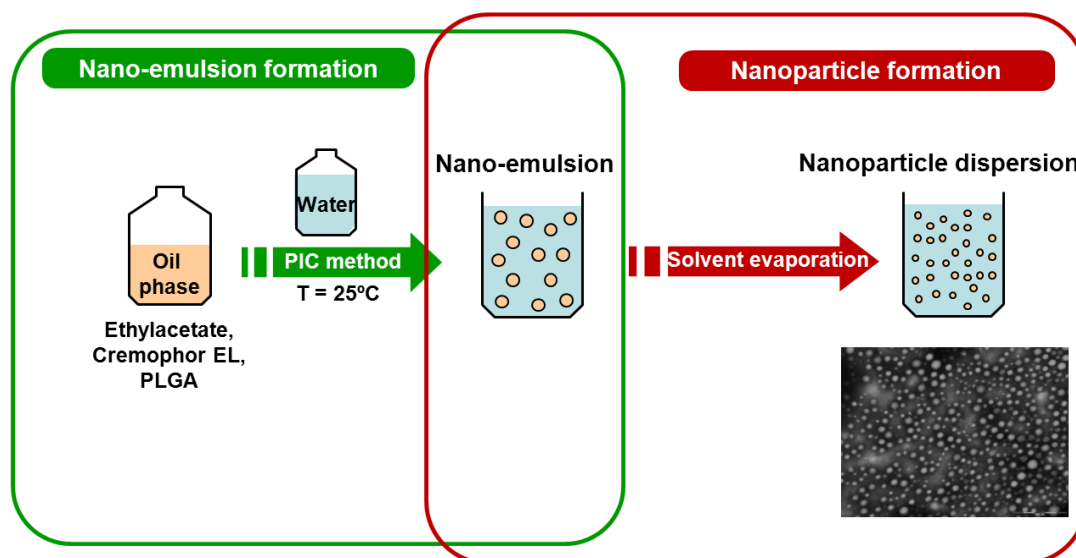 Nano-emulsion formation
Nanoparticle formation
Nano-emulsion
Nanoparticle dispersion
Water
Oil
phase
PIC method
T = 25ºC
Solvent evaporation
Ethylacetate,
Cremophor EL,
PLGA